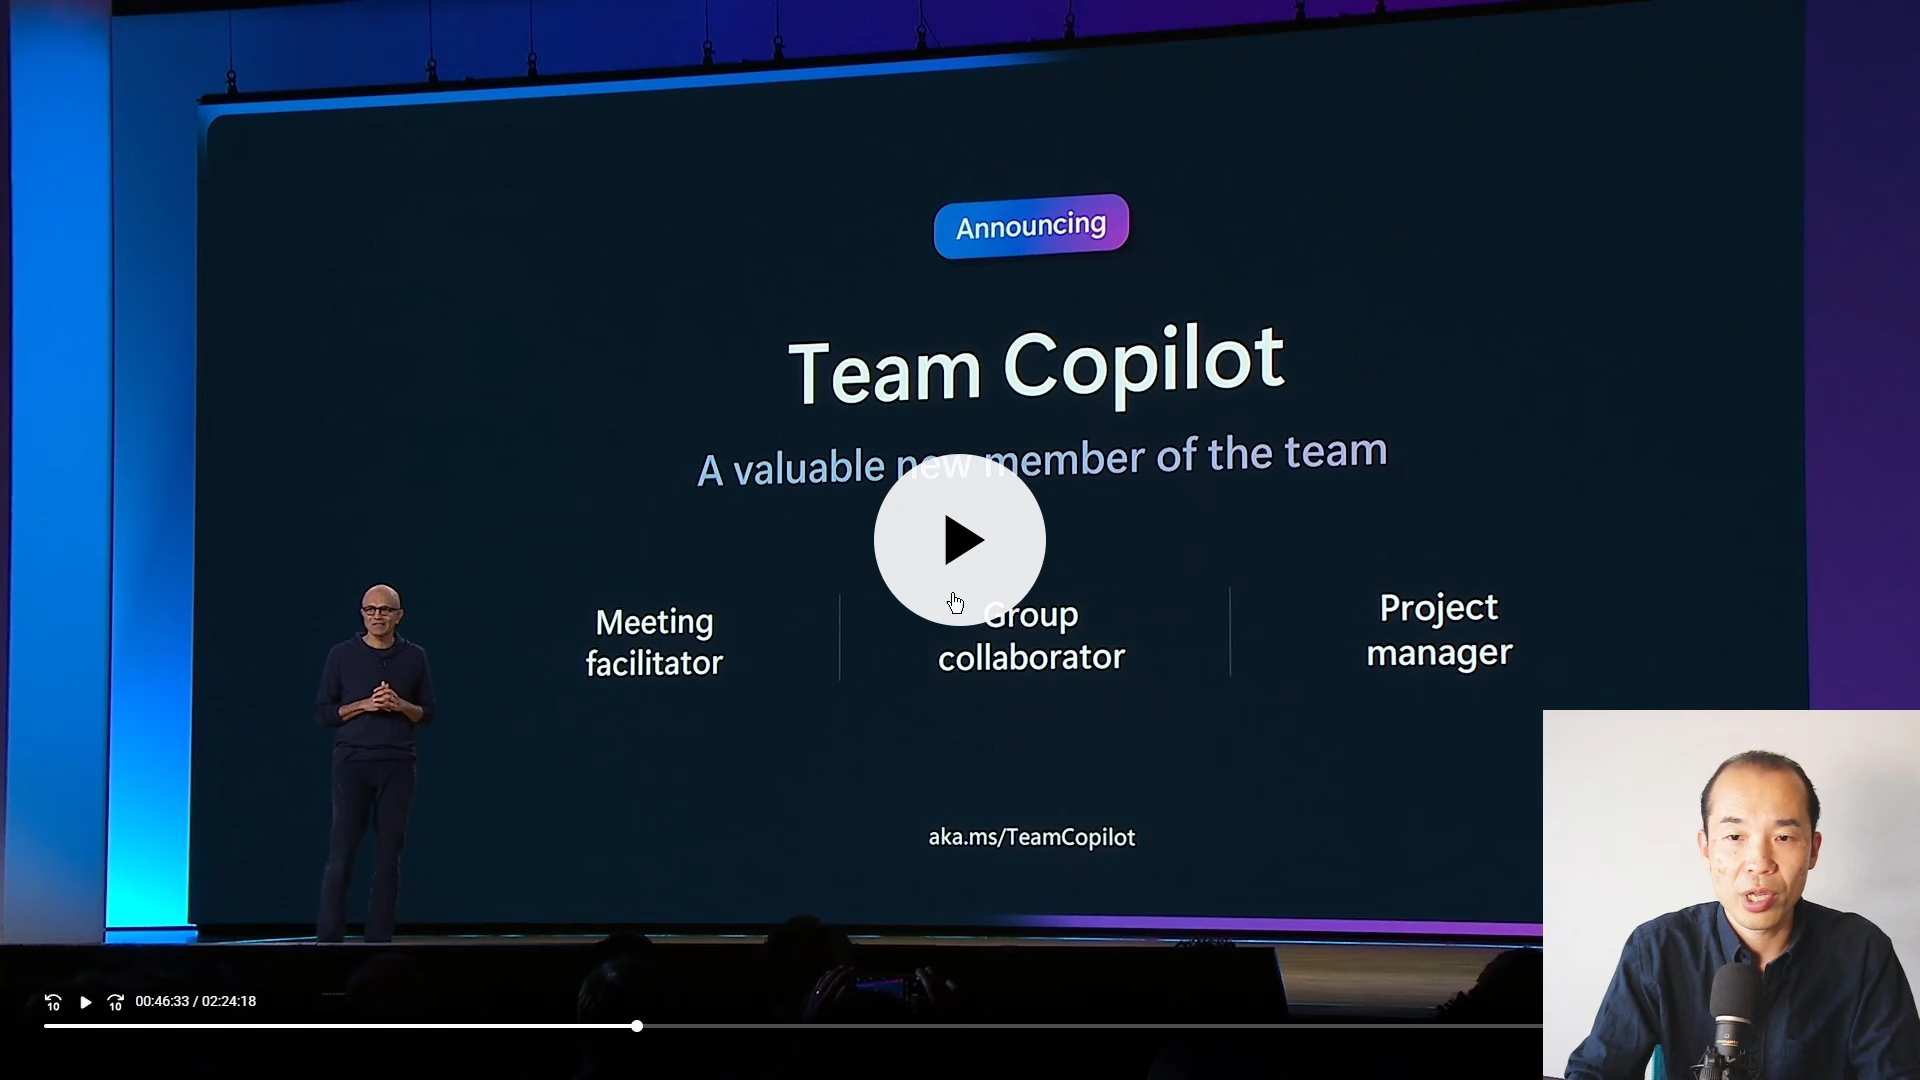 Announcing
Team Copilot
A valuable new member of the team
Meeting
facilitator
Group
collaborator
Project
manager
aka.ms/TeamCopilot
10
10
00:46:33 / 02:24:18